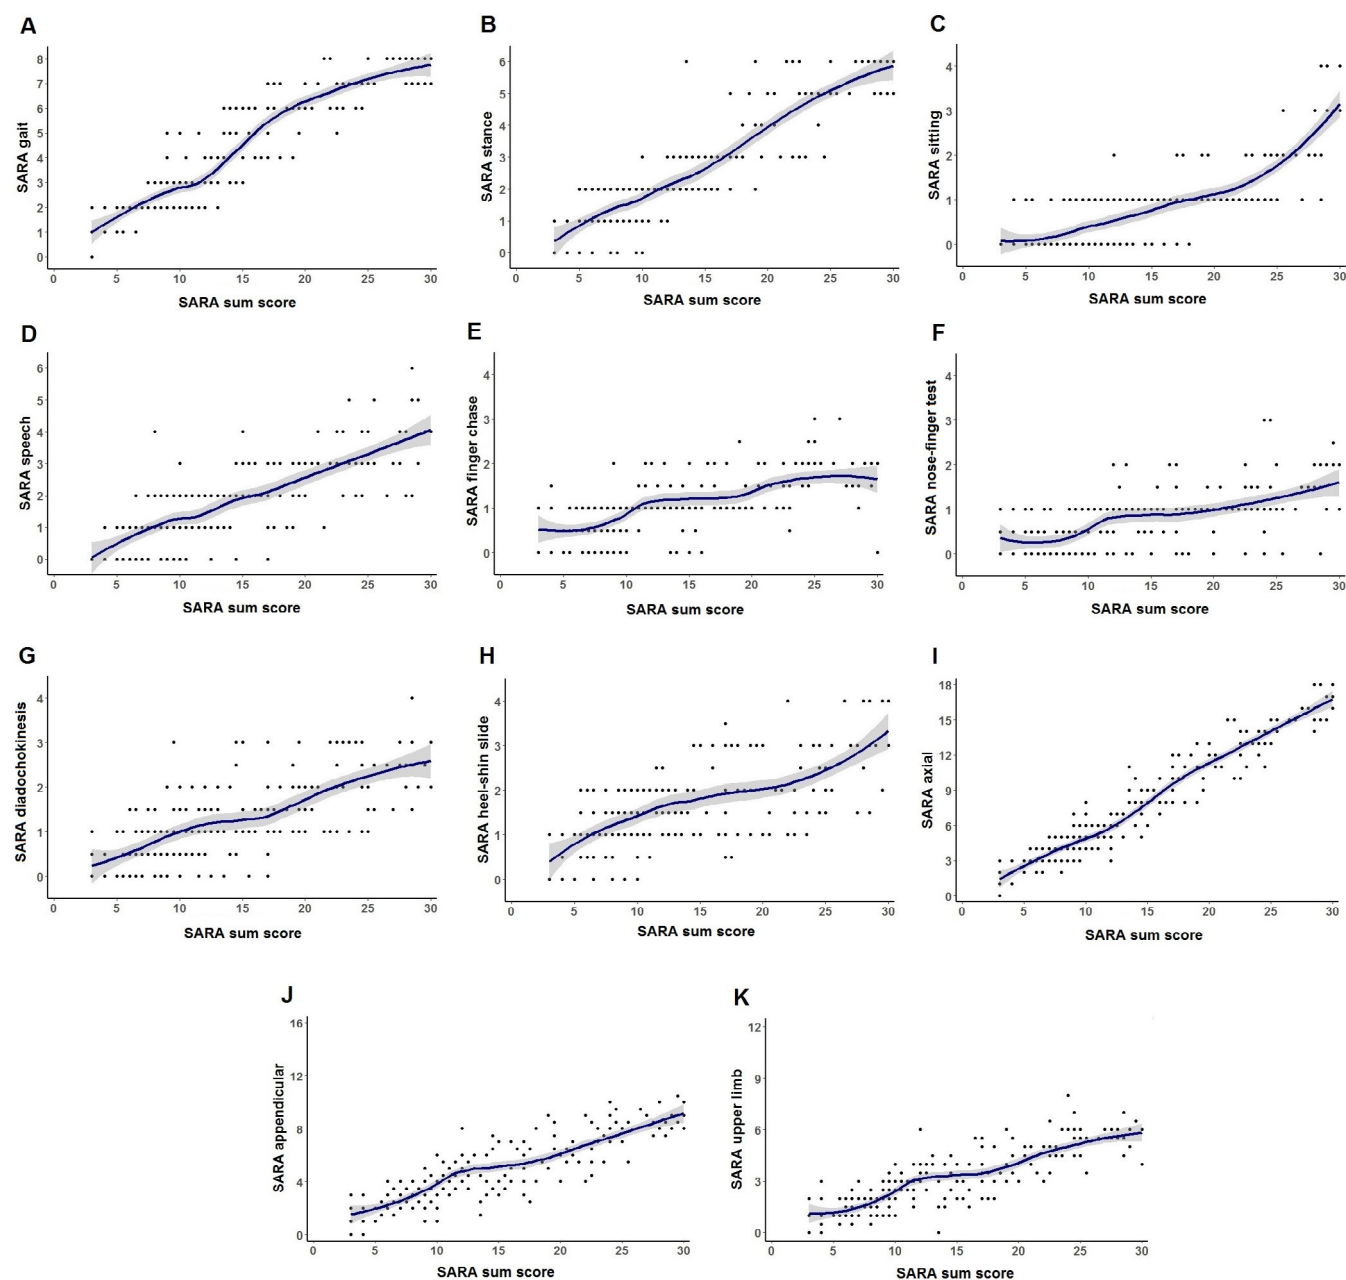 A
SARA gait
8
7
6
5
4
3
2
1
0
0 5 10 15 20 25 30
SARA sum score
B
SARA stance
6
5
4
3
2
1
0
0 5 10 15 20 25 30
SARA sum score
C
SARA sitting
4
3
2
1
0
0 5 10 15 20 25 30
SARA sum score
D
SARA speech
6
5
4
3
2
1
0
0 5 10 15 20 25 30
SARA sum score
E
SARA finger chase
4
3
2
1
0
0 5 10 15 20 25 30
SARA sum score
F
SARA nose-finger test
4
3
2
1
0
0 5 10 15 20 25 30
SARA sum score
G
SARA diadochokinesis
4
3
2
1
0
0 5 10 15 20 25 30
SARA sum score
H
SARA heel-shin slide
4
3
2
1
0
0 5 10 15 20 25 30
SARA sum score
I
SARA axial
18
15
12
9
6
3
0
0 5 10 15 20 25 30
SARA sum score
J
SARA appendicular
16
12
8
4
0
0 5 10 15 20 25 30
SARA sum score
K
SARA upper limb
12
9
6
3
0
0 5 10 15 20 25 30
SARA sum score